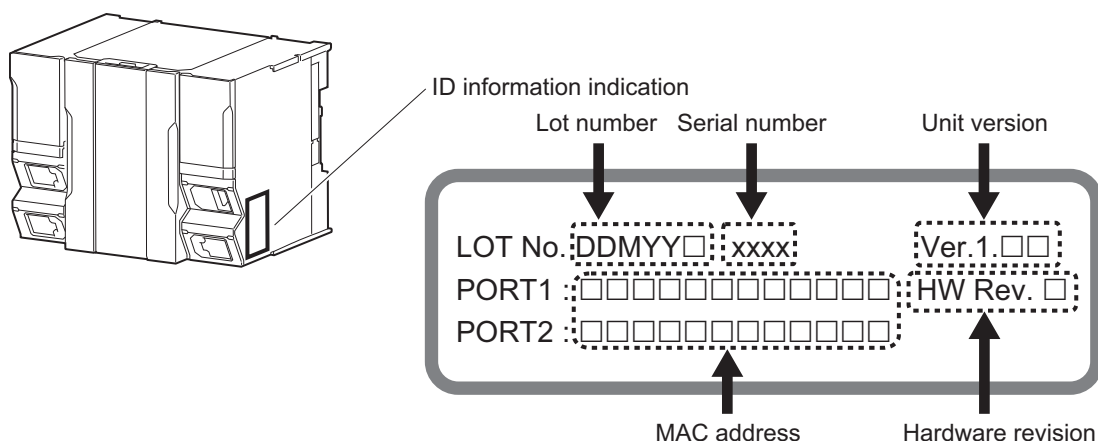 ID information indication
Lot number Serial number Unit version
LOT No. DDMYY□ xxxx Ver.1.□□
PORT1 : □□□□□□□□□□□□ HW Rev. □
PORT2 : □□□□□□□□□□□□
MAC address Hardware revision